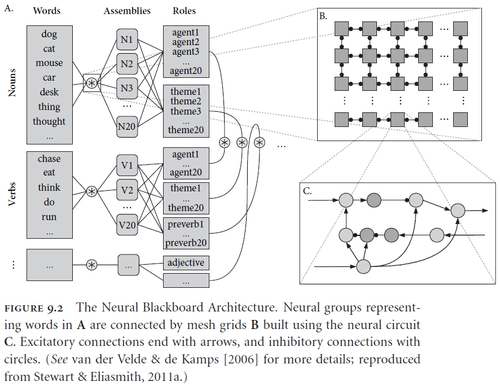 A.
Words
Assemblies
Roles
B.
Nouns
dog
cat
mouse
car
desk
thing
thought
...
N1
N2
N3
...
N20
agent1
agent2
agent3
...
agent20
theme1
theme2
theme3
...
theme20
...
Verbs
chase
eat
think
do
run
...
V1
V2
...
V20
agent1
...
agent20
theme1
...
theme20
preverb1
...
preverb20
...
...
...
adjective
...
C.
FIGURE 9.2 The Neural Blackboard Architecture. Neural groups represent-
ing words in A are connected by mesh grids B built using the neural circuit
C. Excitatory connections end with arrows, and inhibitory connections with
circles. (See van der Velde & de Kamps [2006] for more details; reproduced
from Stewart & Eliasmith, 2011a.)